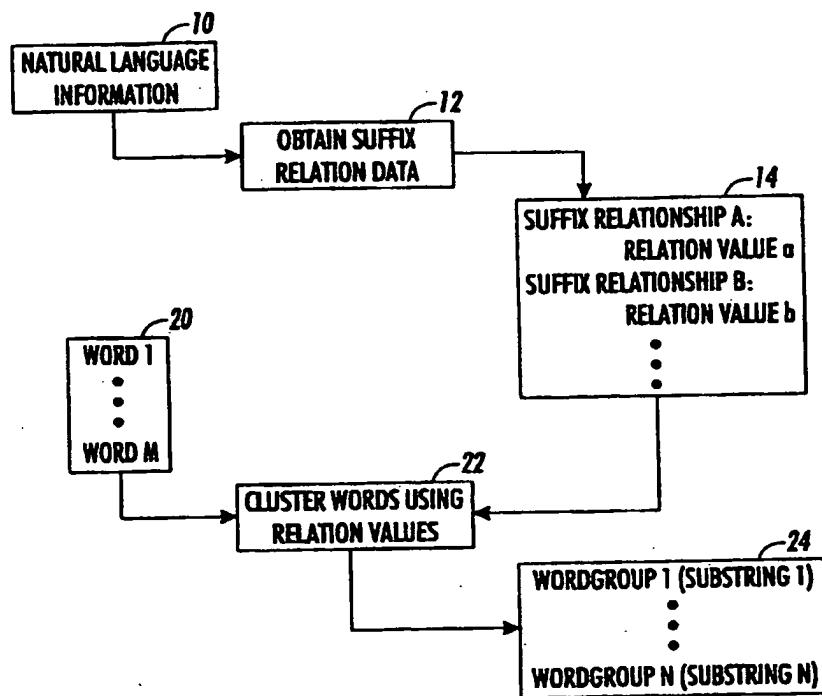 10
NATURAL LANGUAGE
INFORMATION
12
OBTAIN SUFFIX
RELATION DATA
14
SUFFIX RELATIONSHIP A:
RELATION VALUE a
SUFFIX RELATIONSHIP B:
RELATION VALUE b
20
WORD 1
WORD M
22
CLUSTER WORDS USING
RELATION VALUES
24
WORDGROUP 1 (SUBSTRING 1)
WORDGROUP N (SUBSTRING N)